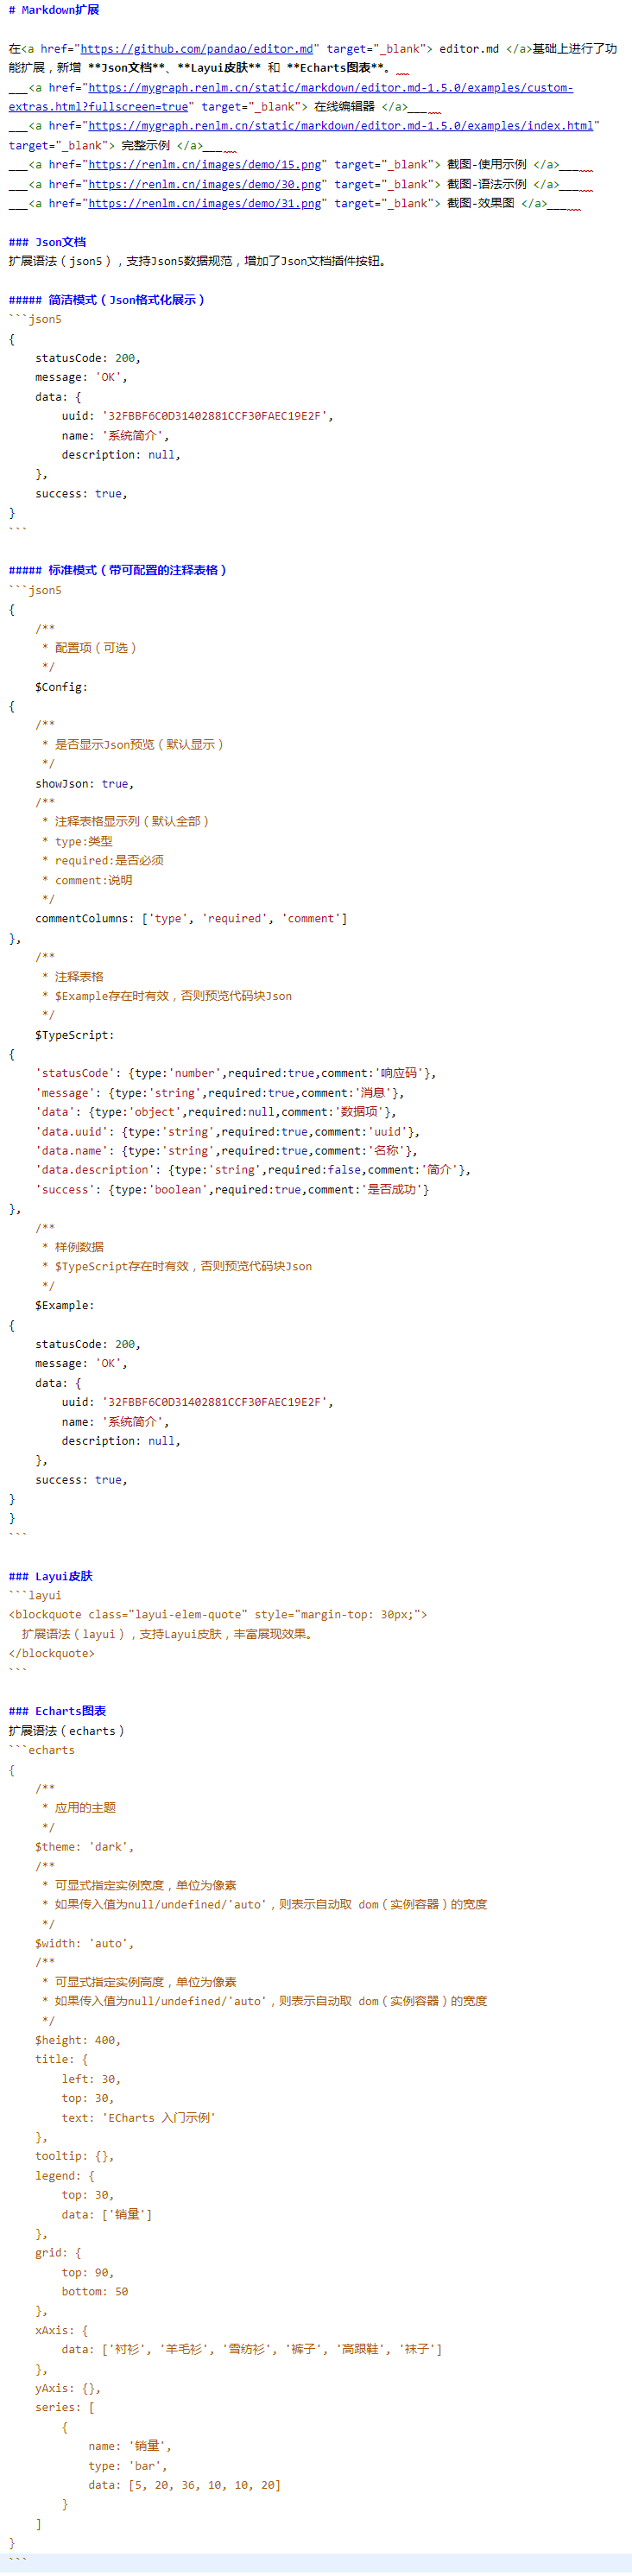 # Markdown扩展

在<a href="https://github.com/pandao/editor.md" target="_blank"> editor.md </a>基础上进行了功
能扩展，新增 **Json文档**、**Layui皮肤** 和 **Echarts图表**。
___<a href="https://mygraph.renlm.cn/static/markdown/editor.md-1.5.0/examples/custom-
extras.html?fullscreen=true" target="_blank"> 在线编辑器 </a>___
___<a href="https://mygraph.renlm.cn/static/markdown/editor.md-1.5.0/examples/index.html"
target="_blank"> 完整示例 </a>___
___<a href="https://renlm.cn/images/demo/15.png" target="_blank"> 截图-使用示例 </a>___
___<a href="https://renlm.cn/images/demo/30.png" target="_blank"> 截图-语法示例 </a>___
___<a href="https://renlm.cn/images/demo/31.png" target="_blank"> 截图-效果图 </a>___

### Json文档
扩展语法（json5），支持Json5数据规范，增加了Json文档插件按钮。

##### 简洁模式（Json格式化展示）
```json5
{
    statusCode: 200,
    message: 'OK',
    data: {
        uuid: '32FBBF6C0D31402881CCF30FAEC19E2F',
        name: '系统简介',
        description: null,
    },
    success: true,
}
```

##### 标准模式（带可配置的注释表格）
```json5
{
    /**
     * 配置项（可选）
     */
    $Config:
{
    /**
     * 是否显示Json预览（默认显示）
     */
    showJson: true,
    /**
     * 注释表格显示列（默认全部）
     * type:类型
     * required:是否必须
     * comment:说明
     */
    commentColumns: ['type', 'required', 'comment']
},
    /**
     * 注释表格
     * $Example存在时有效，否则预览代码块Json
     */
    $TypeScript:
{
    'statusCode': {type:'number',required:true,comment:'响应码'},
    'message': {type:'string',required:true,comment:'消息'},
    'data': {type:'object',required:null,comment:'数据项'},
    'data.uuid': {type:'string',required:true,comment:'uuid'},
    'data.name': {type:'string',required:true,comment:'名称'},
    'data.description': {type:'string',required:false,comment:'简介'},
    'success': {type:'boolean',required:true,comment:'是否成功'}
},
    /**
     * 样例数据
     * $TypeScript存在时有效，否则预览代码块Json
     */
    $Example:
{
    statusCode: 200,
    message: 'OK',
    data: {
        uuid: '32FBBF6C0D31402881CCF30FAEC19E2F',
        name: '系统简介',
        description: null,
    },
    success: true,
}
}
```

### Layui皮肤
```layui
<blockquote class="layui-elem-quote" style="margin-top: 30px;">
  扩展语法（layui），支持Layui皮肤，丰富展现效果。
</blockquote>
```

### Echarts图表
扩展语法（echarts）
```echarts
{
    /**
     * 应用的主题
     */
    $theme: 'dark',
    /**
     * 可显式指定实例宽度，单位为像素
     * 如果传入值为null/undefined/'auto'，则表示自动取 dom（实例容器）的宽度
     */
    $width: 'auto',
    /**
     * 可显式指定实例高度，单位为像素
     * 如果传入值为null/undefined/'auto'，则表示自动取 dom（实例容器）的宽度
     */
    $height: 400,
    title: {
        left: 30,
        top: 30,
        text: 'ECharts 入门示例'
    },
    tooltip: {},
    legend: {
        top: 30,
        data: ['销量']
    },
    grid: {
        top: 90,
        bottom: 50
    },
    xAxis: {
        data: ['衬衫', '羊毛衫', '雪纺衫', '裤子', '高跟鞋', '袜子']
    },
    yAxis: {},
    series: [
        {
            name: '销量',
            type: 'bar',
            data: [5, 20, 36, 10, 10, 20]
        }
    ]
}
```